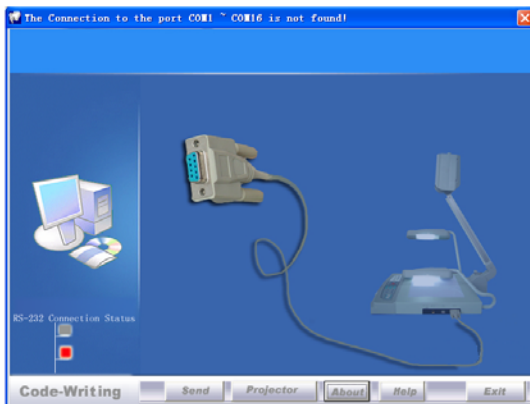 The Connection to the port COM1 ~ COM16 is not found!
RS-232 Connection Status
Code-Writing Send Projector About Help Exit